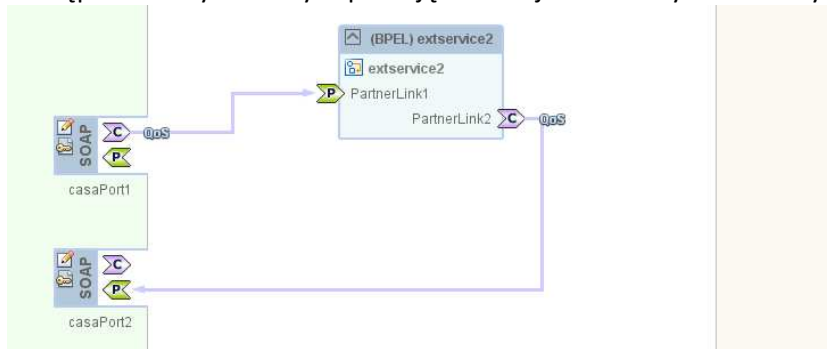 (BPEL) extservice2
extservice2
P PartnerLink1
PartnerLink2 C QoS
SOAP C QoS
P
casaPort1
SOAP C
P
casaPort2